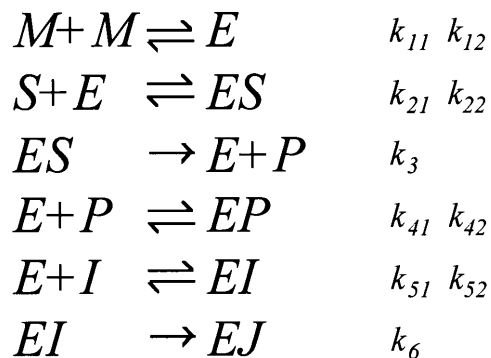 M+M ⇌ E k₁₁ k₁₂
S+E ⇌ ES k₂₁ k₂₂
ES → E+P k₃
E+P ⇌ EP k₄₁ k₄₂
E+I ⇌ EI k₅₁ k₅₂
EI → EJ k₆